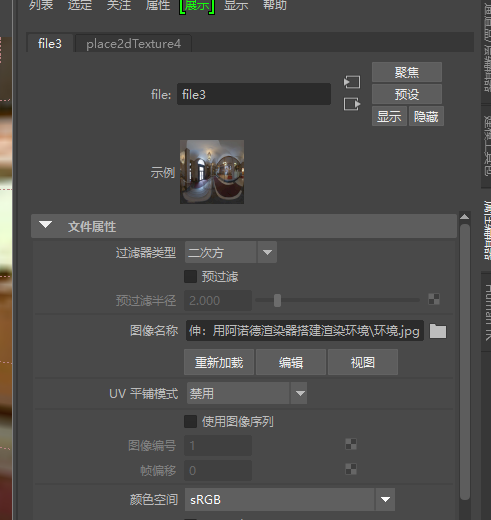 列表 选定 关注 属性 展示 显示 帮助
file3 place2dTexture4
file: file3
聚焦
预设
显示 隐藏
示例
文件属性
过滤器类型 二次方
预过滤
预过滤半径 2.000
图像名称 伸：用阿诺德渲染器搭建渲染环境\环境.jpg
重新加载 编辑 视图
UV 平铺模式 禁用
使用图像序列
图像编号 1
帧偏移 0
颜色空间 sRGB
建模工具包
属性编辑器